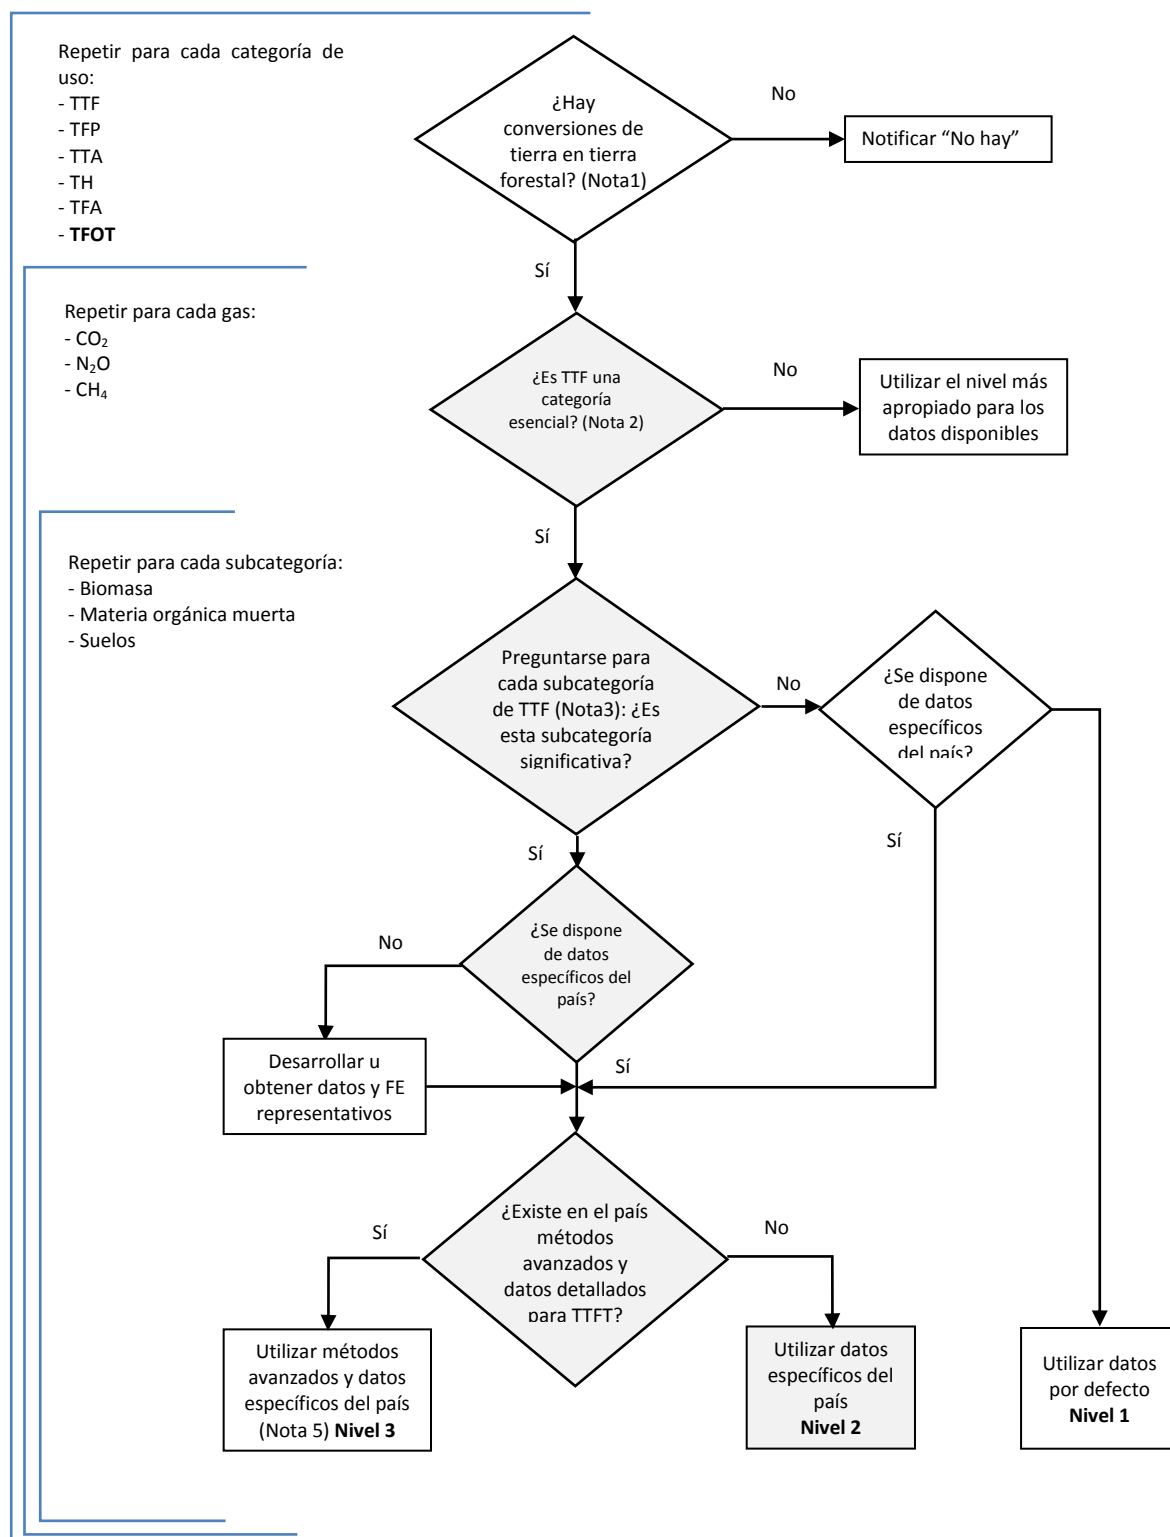 Repetir para cada categoría de
uso:
- TTF
- TFP
- TTA
- TH
- TFA
- TFOT
¿Hay
conversiones de
tierra en tierra
forestal? (Nota1)
No
Notificar “No hay”
Sí
Repetir para cada gas:
- CO₂
- N₂O
- CH₄
¿Es TTF una
categoría
esencial? (Nota 2)
No
Utilizar el nivel más
apropiado para los
datos disponibles
Sí
Repetir para cada subcategoría:
- Biomasa
- Materia orgánica muerta
- Suelos
Preguntarse para
cada subcategoría
de TTF (Nota3): ¿Es
esta subcategoría
significativa?
No
¿Se dispone
de datos
específicos
del país?
Sí
Sí
¿Se dispone
de datos
específicos del
país?
No
Sí
Desarrollar u
obtener datos y FE
representativos
¿Existe en el país
métodos
avanzados y
datos detallados
para TTFT?
Sí
No
Utilizar métodos
avanzados y datos
específicos del país
(Nota 5) Nivel 3
Utilizar datos
específicos del
país
Nivel 2
Utilizar datos
por defecto
Nivel 1